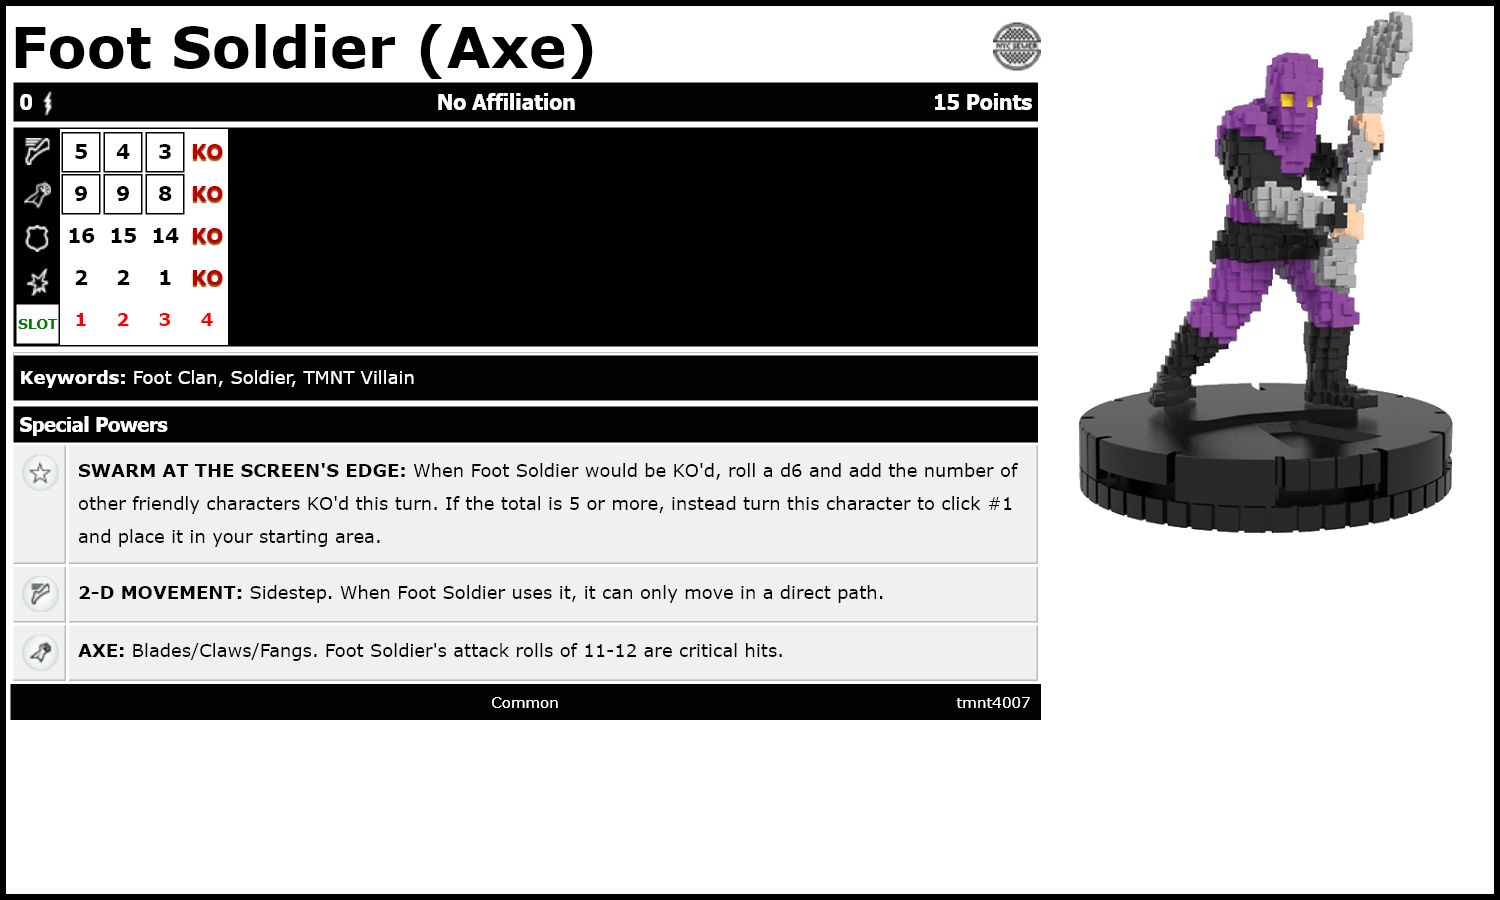 Foot Soldier (Axe)
NYC SEWER
0 No Affiliation 15 Points
5 4 3 KO
9 9 8 KO
16 15 14 KO
2 2 1 KO
SLOT 1 2 3 4
Keywords: Foot Clan, Soldier, TMNT Villain
Special Powers
SWARM AT THE SCREEN'S EDGE: When Foot Soldier would be KO'd, roll a d6 and add the number of
other friendly characters KO'd this turn. If the total is 5 or more, instead turn this character to click #1
and place it in your starting area.
2-D MOVEMENT: Sidestep. When Foot Soldier uses it, it can only move in a direct path.
AXE: Blades/Claws/Fangs. Foot Soldier's attack rolls of 11-12 are critical hits.
Common tmnt4007